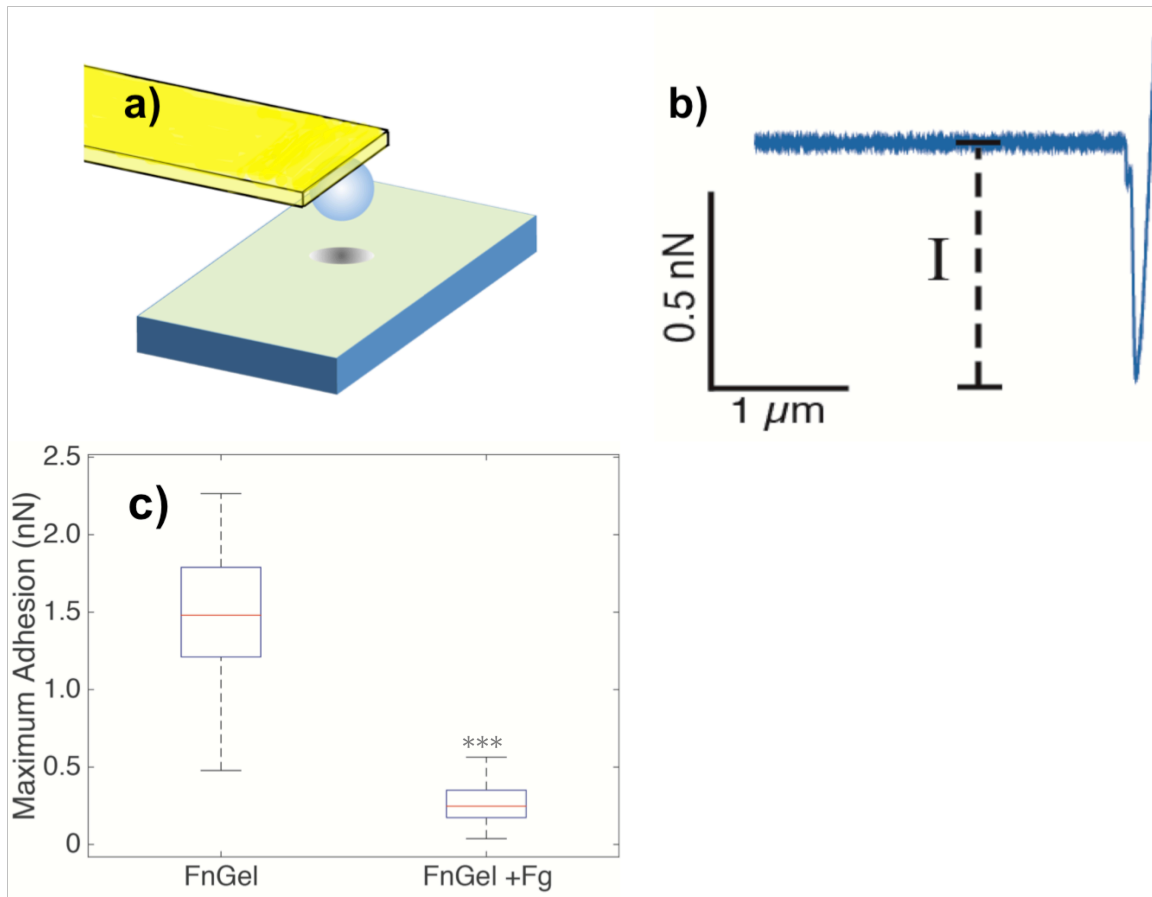 a)
b)
I
0.5 nN
1 µm
c)
Maximum Adhesion (nN)
2.5
2.0
1.5
1.0
0.5
0
***
FnGel
FnGel +Fg